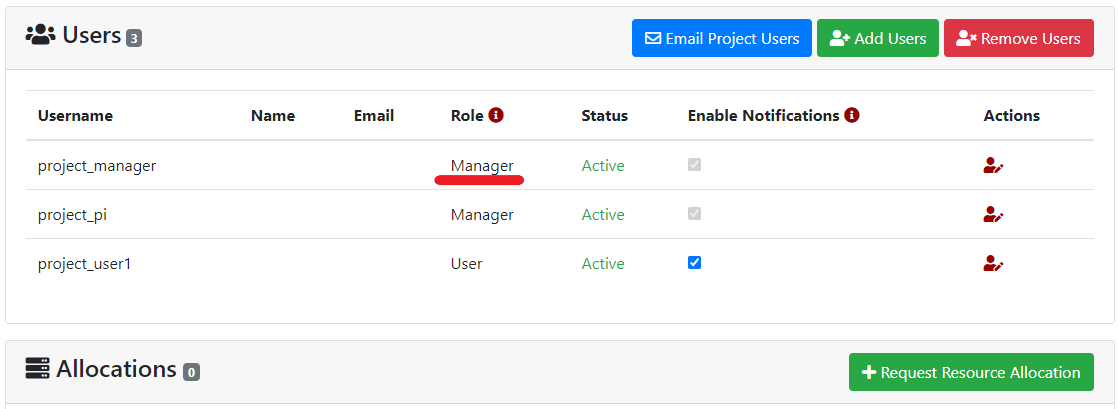 Users 3
Email Project Users
Add Users
Remove Users
Username Name Email Role Status Enable Notifications Actions
project_manager Manager Active
project_pi Manager Active
project_user1 User Active
Allocations 0
Request Resource Allocation